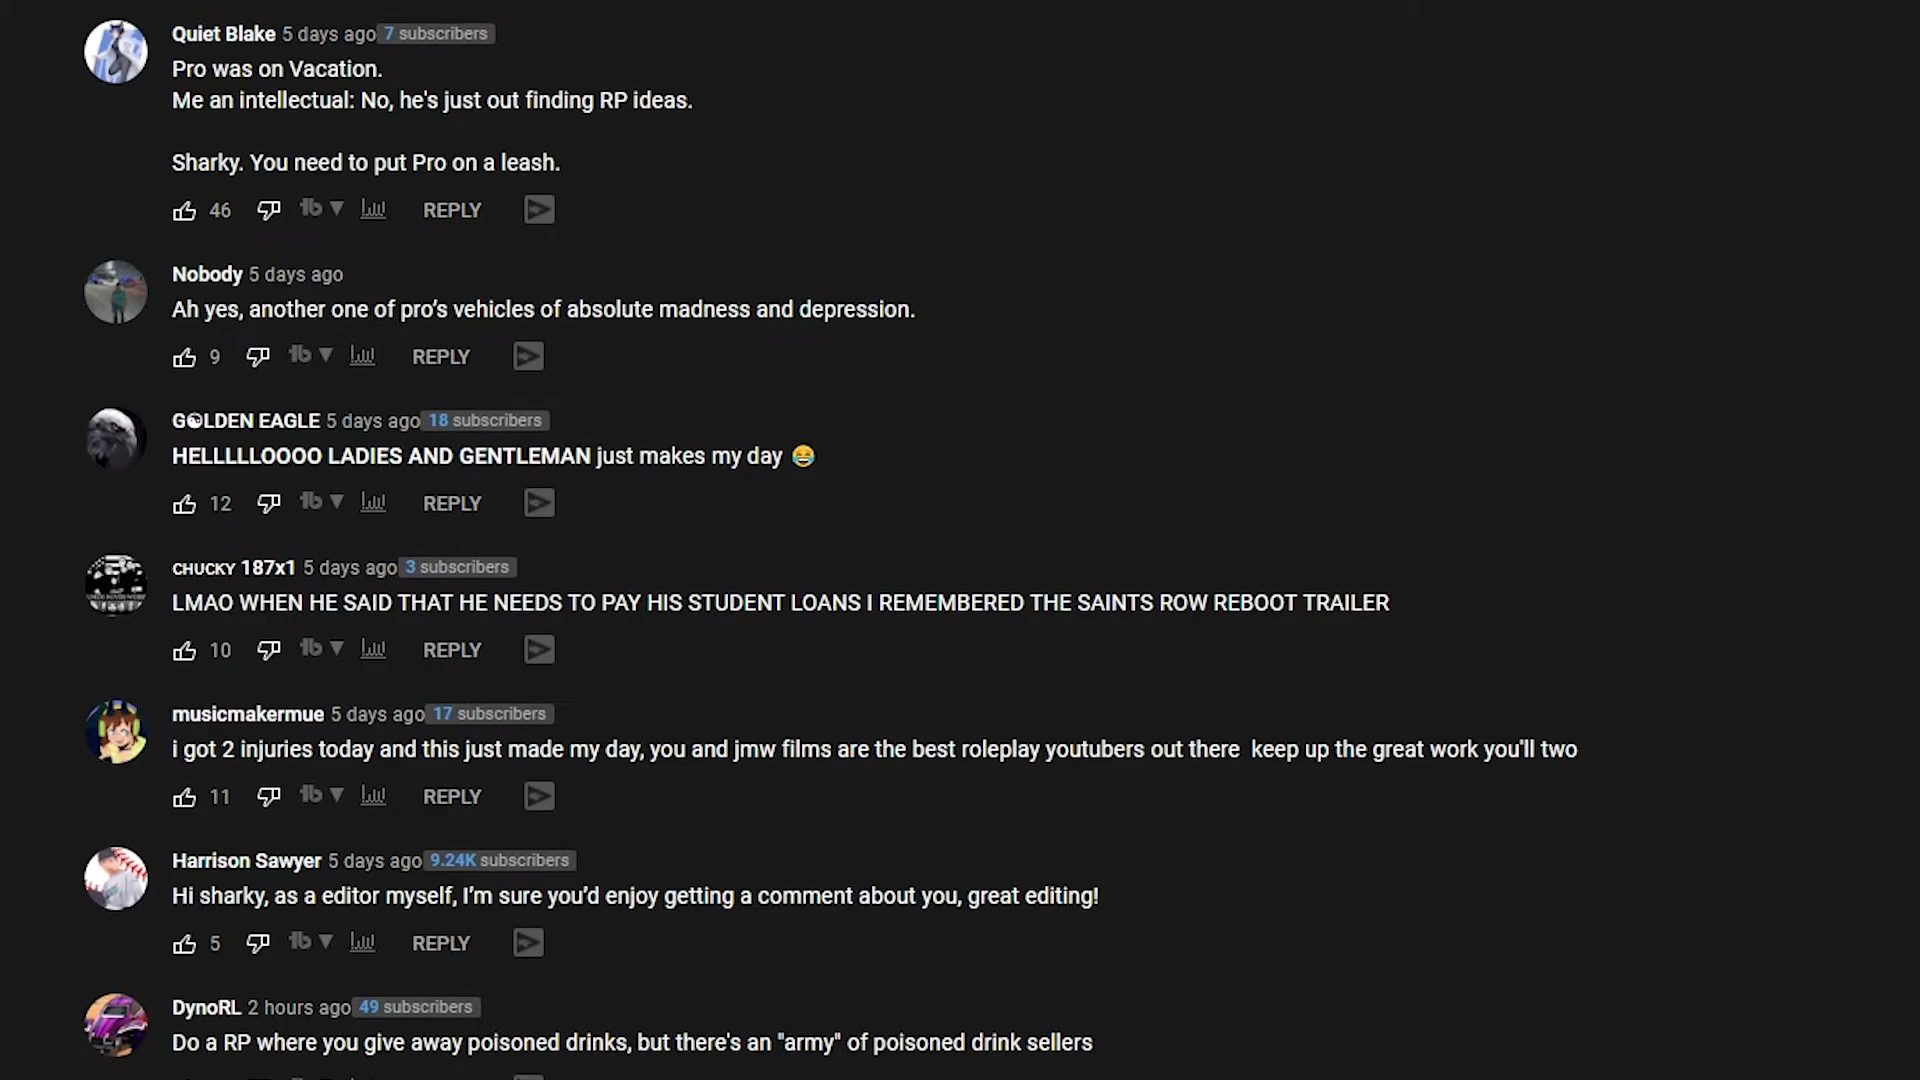 Quiet Blake 5 days ago 7 subscribers
Pro was on Vacation.
Me an intellectual: No, he's just out finding RP ideas.
Sharky. You need to put Pro on a leash.
46 REPLY
Nobody 5 days ago
Ah yes, another one of pro’s vehicles of absolute madness and depression.
9 REPLY
G☯LDEN EAGLE 5 days ago 18 subscribers
HELLLLLOOOO LADIES AND GENTLEMAN just makes my day 😂
12 REPLY
ᴄʜᴜᴄᴋʏ 187x1 5 days ago 3 subscribers
LMAO WHEN HE SAID THAT HE NEEDS TO PAY HIS STUDENT LOANS I REMEMBERED THE SAINTS ROW REBOOT TRAILER
10 REPLY
musicmakermue 5 days ago 17 subscribers
i got 2 injuries today and this just made my day, you and jmw films are the best roleplay youtubers out there  keep up the great work you'll two
11 REPLY
Harrison Sawyer 5 days ago 9.24K subscribers
Hi sharky, as a editor myself, I’m sure you’d enjoy getting a comment about you, great editing!
5 REPLY
DynoRL 2 hours ago 49 subscribers
Do a RP where you give away poisoned drinks, but there's an "army" of poisoned drink sellers